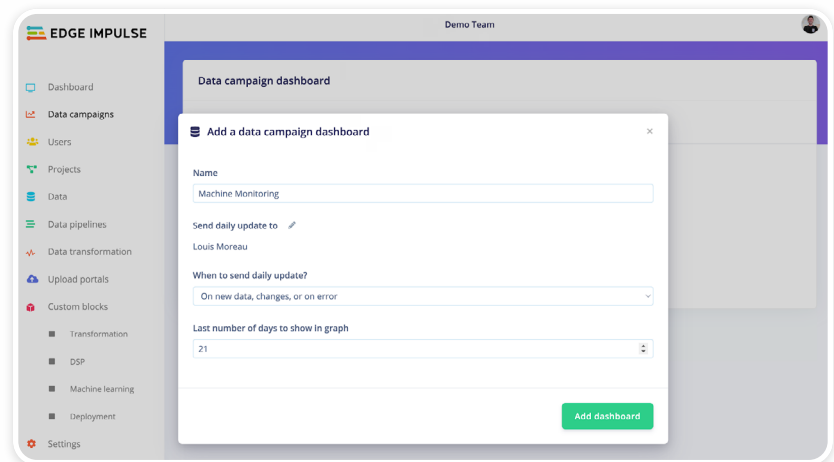 EDGE IMPULSE
Demo Team
Dashboard
Data campaigns
Users
Projects
Data
Data pipelines
Data transformation
Upload portals
Custom blocks
Transformation
DSP
Machine learning
Deployment
Settings
Data campaign dashboard
Add a data campaign dashboard
×
Name
Machine Monitoring
Send daily update to
Louis Moreau
When to send daily update?
On new data, changes, or on error
Last number of days to show in graph
21
Add dashboard